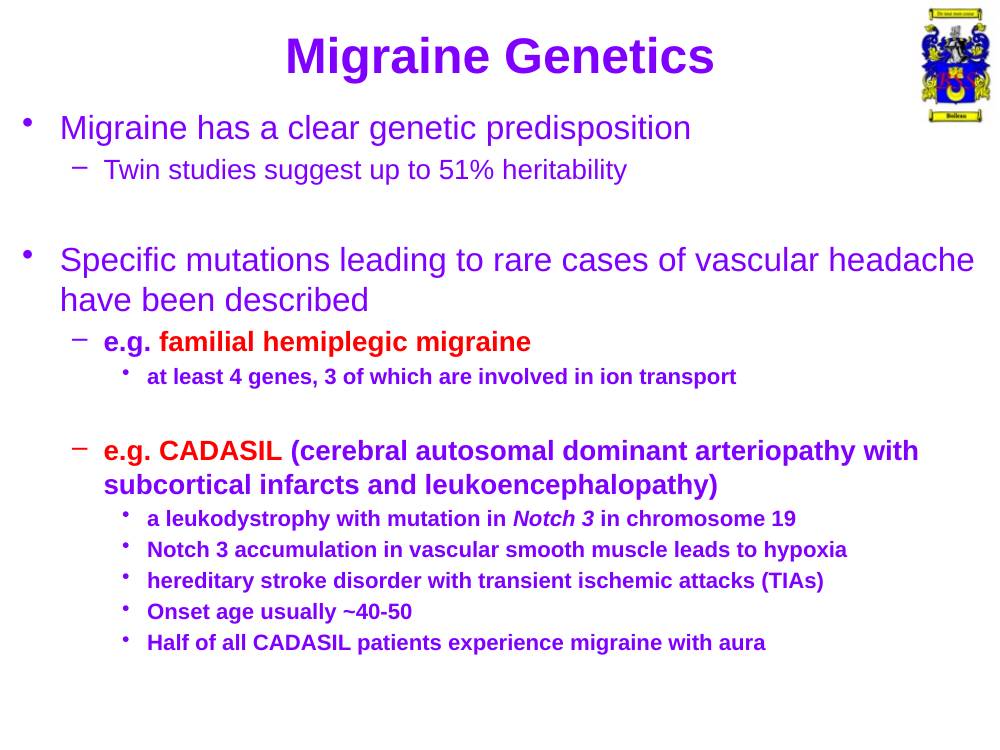 Migraine Genetics
• Migraine has a clear genetic predisposition
– Twin studies suggest up to 51% heritability
• Specific mutations leading to rare cases of vascular headache
have been described
– e.g. familial hemiplegic migraine
• at least 4 genes, 3 of which are involved in ion transport
– e.g. CADASIL (cerebral autosomal dominant arteriopathy with
subcortical infarcts and leukoencephalopathy)
• a leukodystrophy with mutation in Notch 3 in chromosome 19
• Notch 3 accumulation in vascular smooth muscle leads to hypoxia
• hereditary stroke disorder with transient ischemic attacks (TIAs)
• Onset age usually ~40-50
• Half of all CADASIL patients experience migraine with aura
Boileau